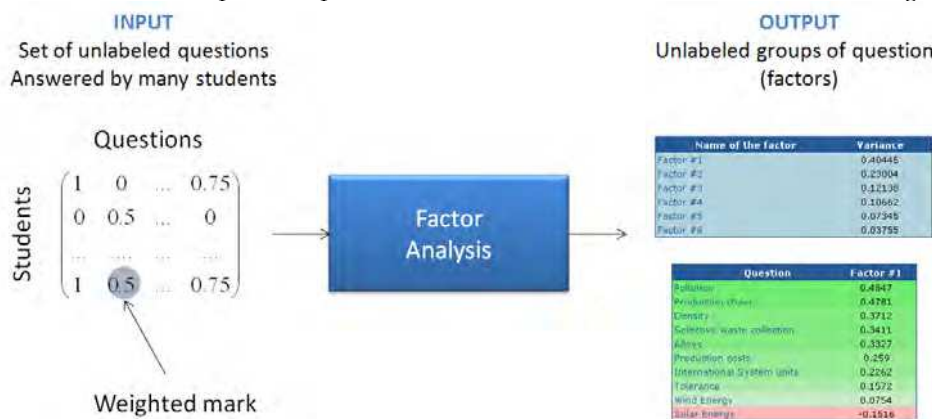 INPUT
Set of unlabeled questions
Answered by many students
Questions
Students
1 0 ... 0.75
0 0.5 ... 0
... ... ... ...
1 0.5 ... 0.75
Weighted mark
Factor
Analysis
OUTPUT
Unlabeled groups of question
(factors)
Name of the factor Variance
Factor #1 0.40445
Factor #2 0.23004
Factor #3 0.12138
Factor #4 0.10662
Factor #5 0.07345
Factor #6 0.03755
Question Factor #1
Pollution 0.4847
Production chain 0.4781
Density 0.3712
Selective waste collection 0.3411
Alloys 0.3327
Production costs 0.259
International System units 0.2262
Tolerance 0.1572
Wind Energy 0.0754
Solar Energy -0.1516